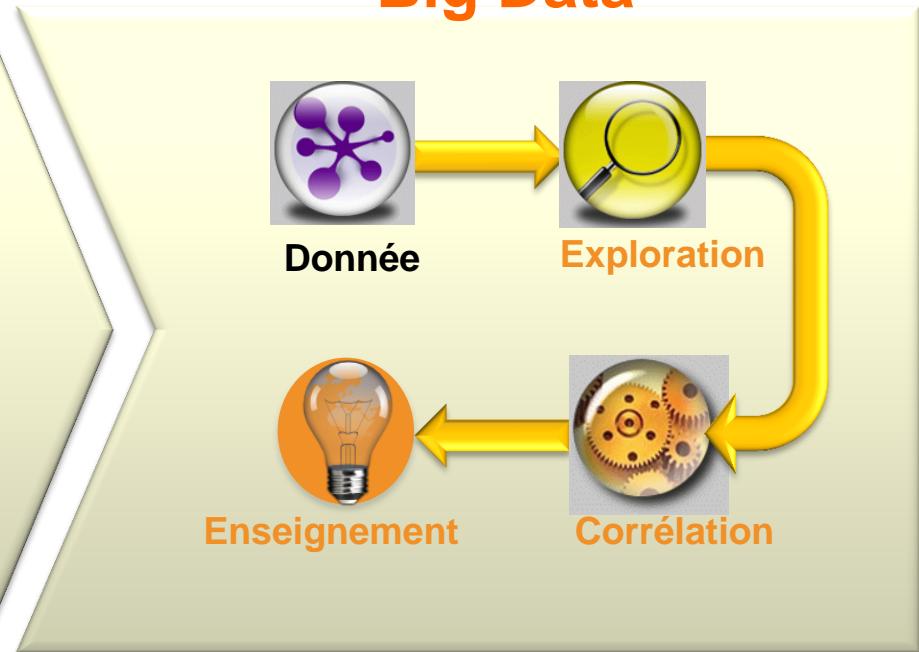 Big Data
Donnée
Exploration
Enseignement
Corrélation